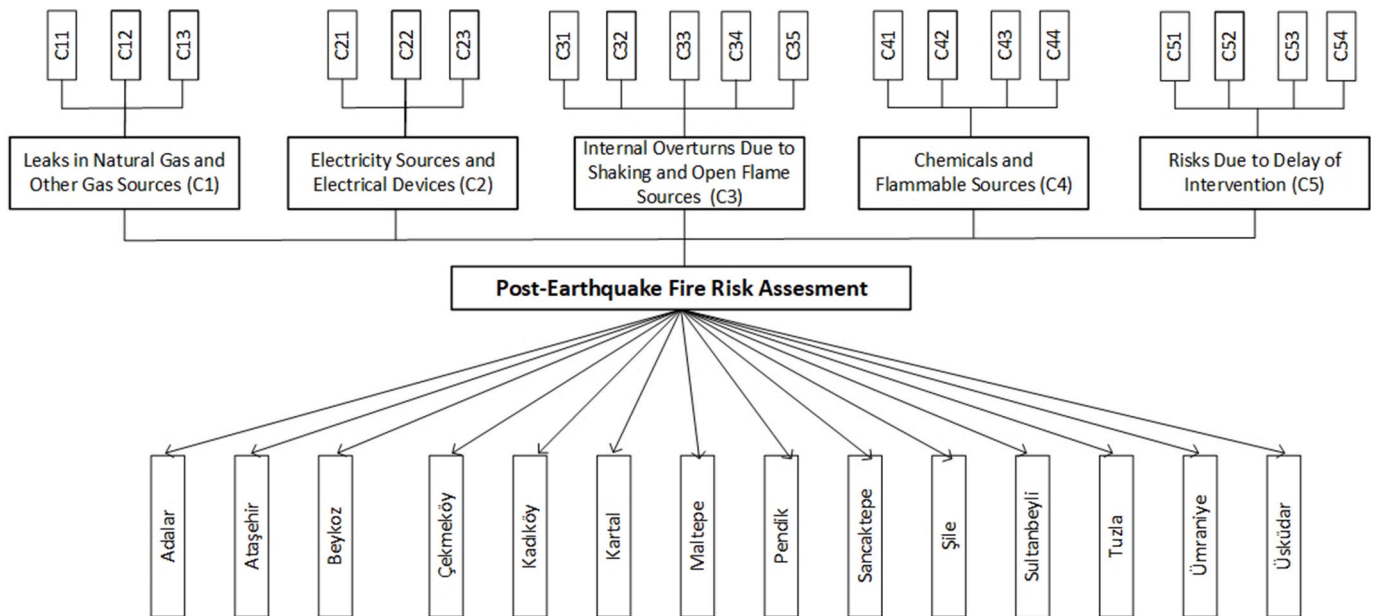 C11
C12
C13
C21
C22
C23
C31
C32
C33
C34
C35
C41
C42
C43
C44
C51
C52
C53
C54
Leaks in Natural Gas and
Other Gas Sources (C1)
Electricity Sources and
Electrical Devices (C2)
Internal Overturns Due to
Shaking and Open Flame
Sources (C3)
Chemicals and
Flammable Sources (C4)
Risks Due to Delay of
Intervention (C5)
Post-Earthquake Fire Risk Assesment
Adalar
Ataşehir
Beykoz
Çekmeköy
Kadıköy
Kartal
Maltepe
Pendik
Sancaktepe
Şile
Sultanbeyli
Tuzla
Ümraniye
Üsküdar